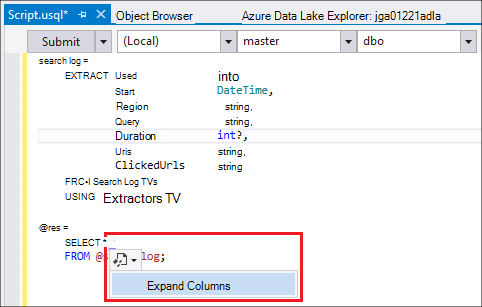 Script.usql* Object Browser Azure Data Lake Explorer: jga01221adla
Submit (Local) master dbo
search log =
EXTRACT Used into
Start DateTime,
Region string,
Query string,
Duration int?,
Uris string,
ClickedUrls string
FRC•I Search Log TVs
USING Extractors TV
@res =
SELECT *
FROM @s log;
Expand Columns